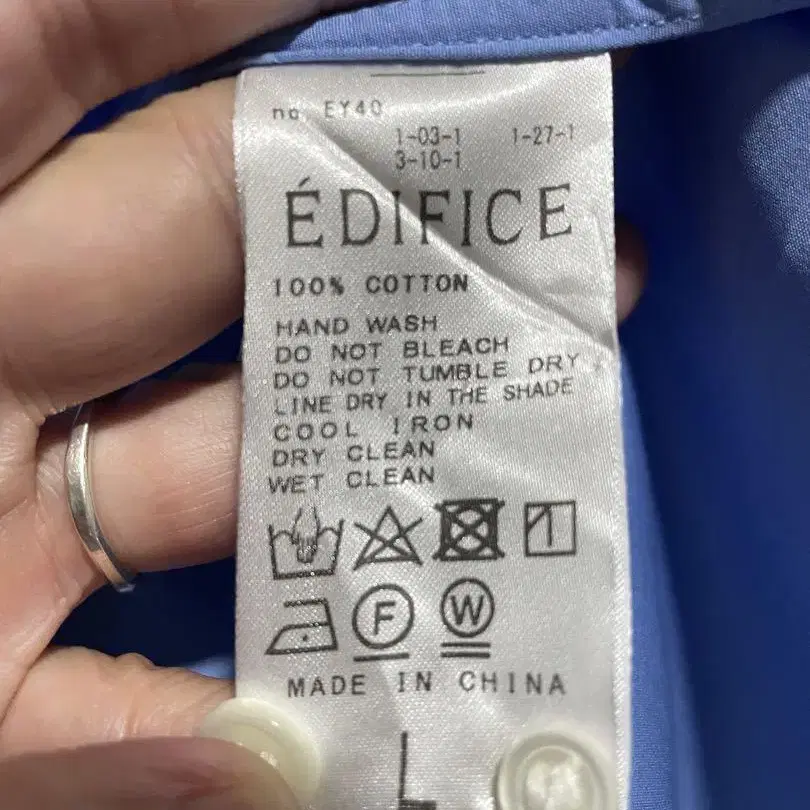 no. EY40
1-03-1 1-27-1
3-10-1
ÉDIFICE
100% COTTON
HAND WASH
DO NOT BLEACH
DO NOT TUMBLE DRY
LINE DRY IN THE SHADE
COOL IRON
DRY CLEAN
WET CLEAN
F W
MADE IN CHINA
L